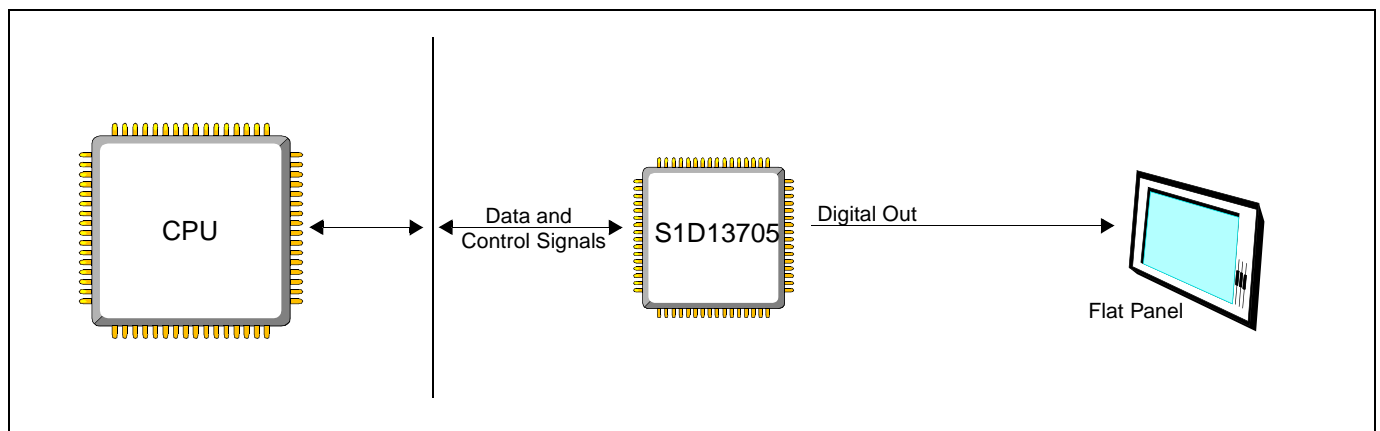 CPU
Data and
Control Signals
S1D13705
Digital Out
Flat Panel